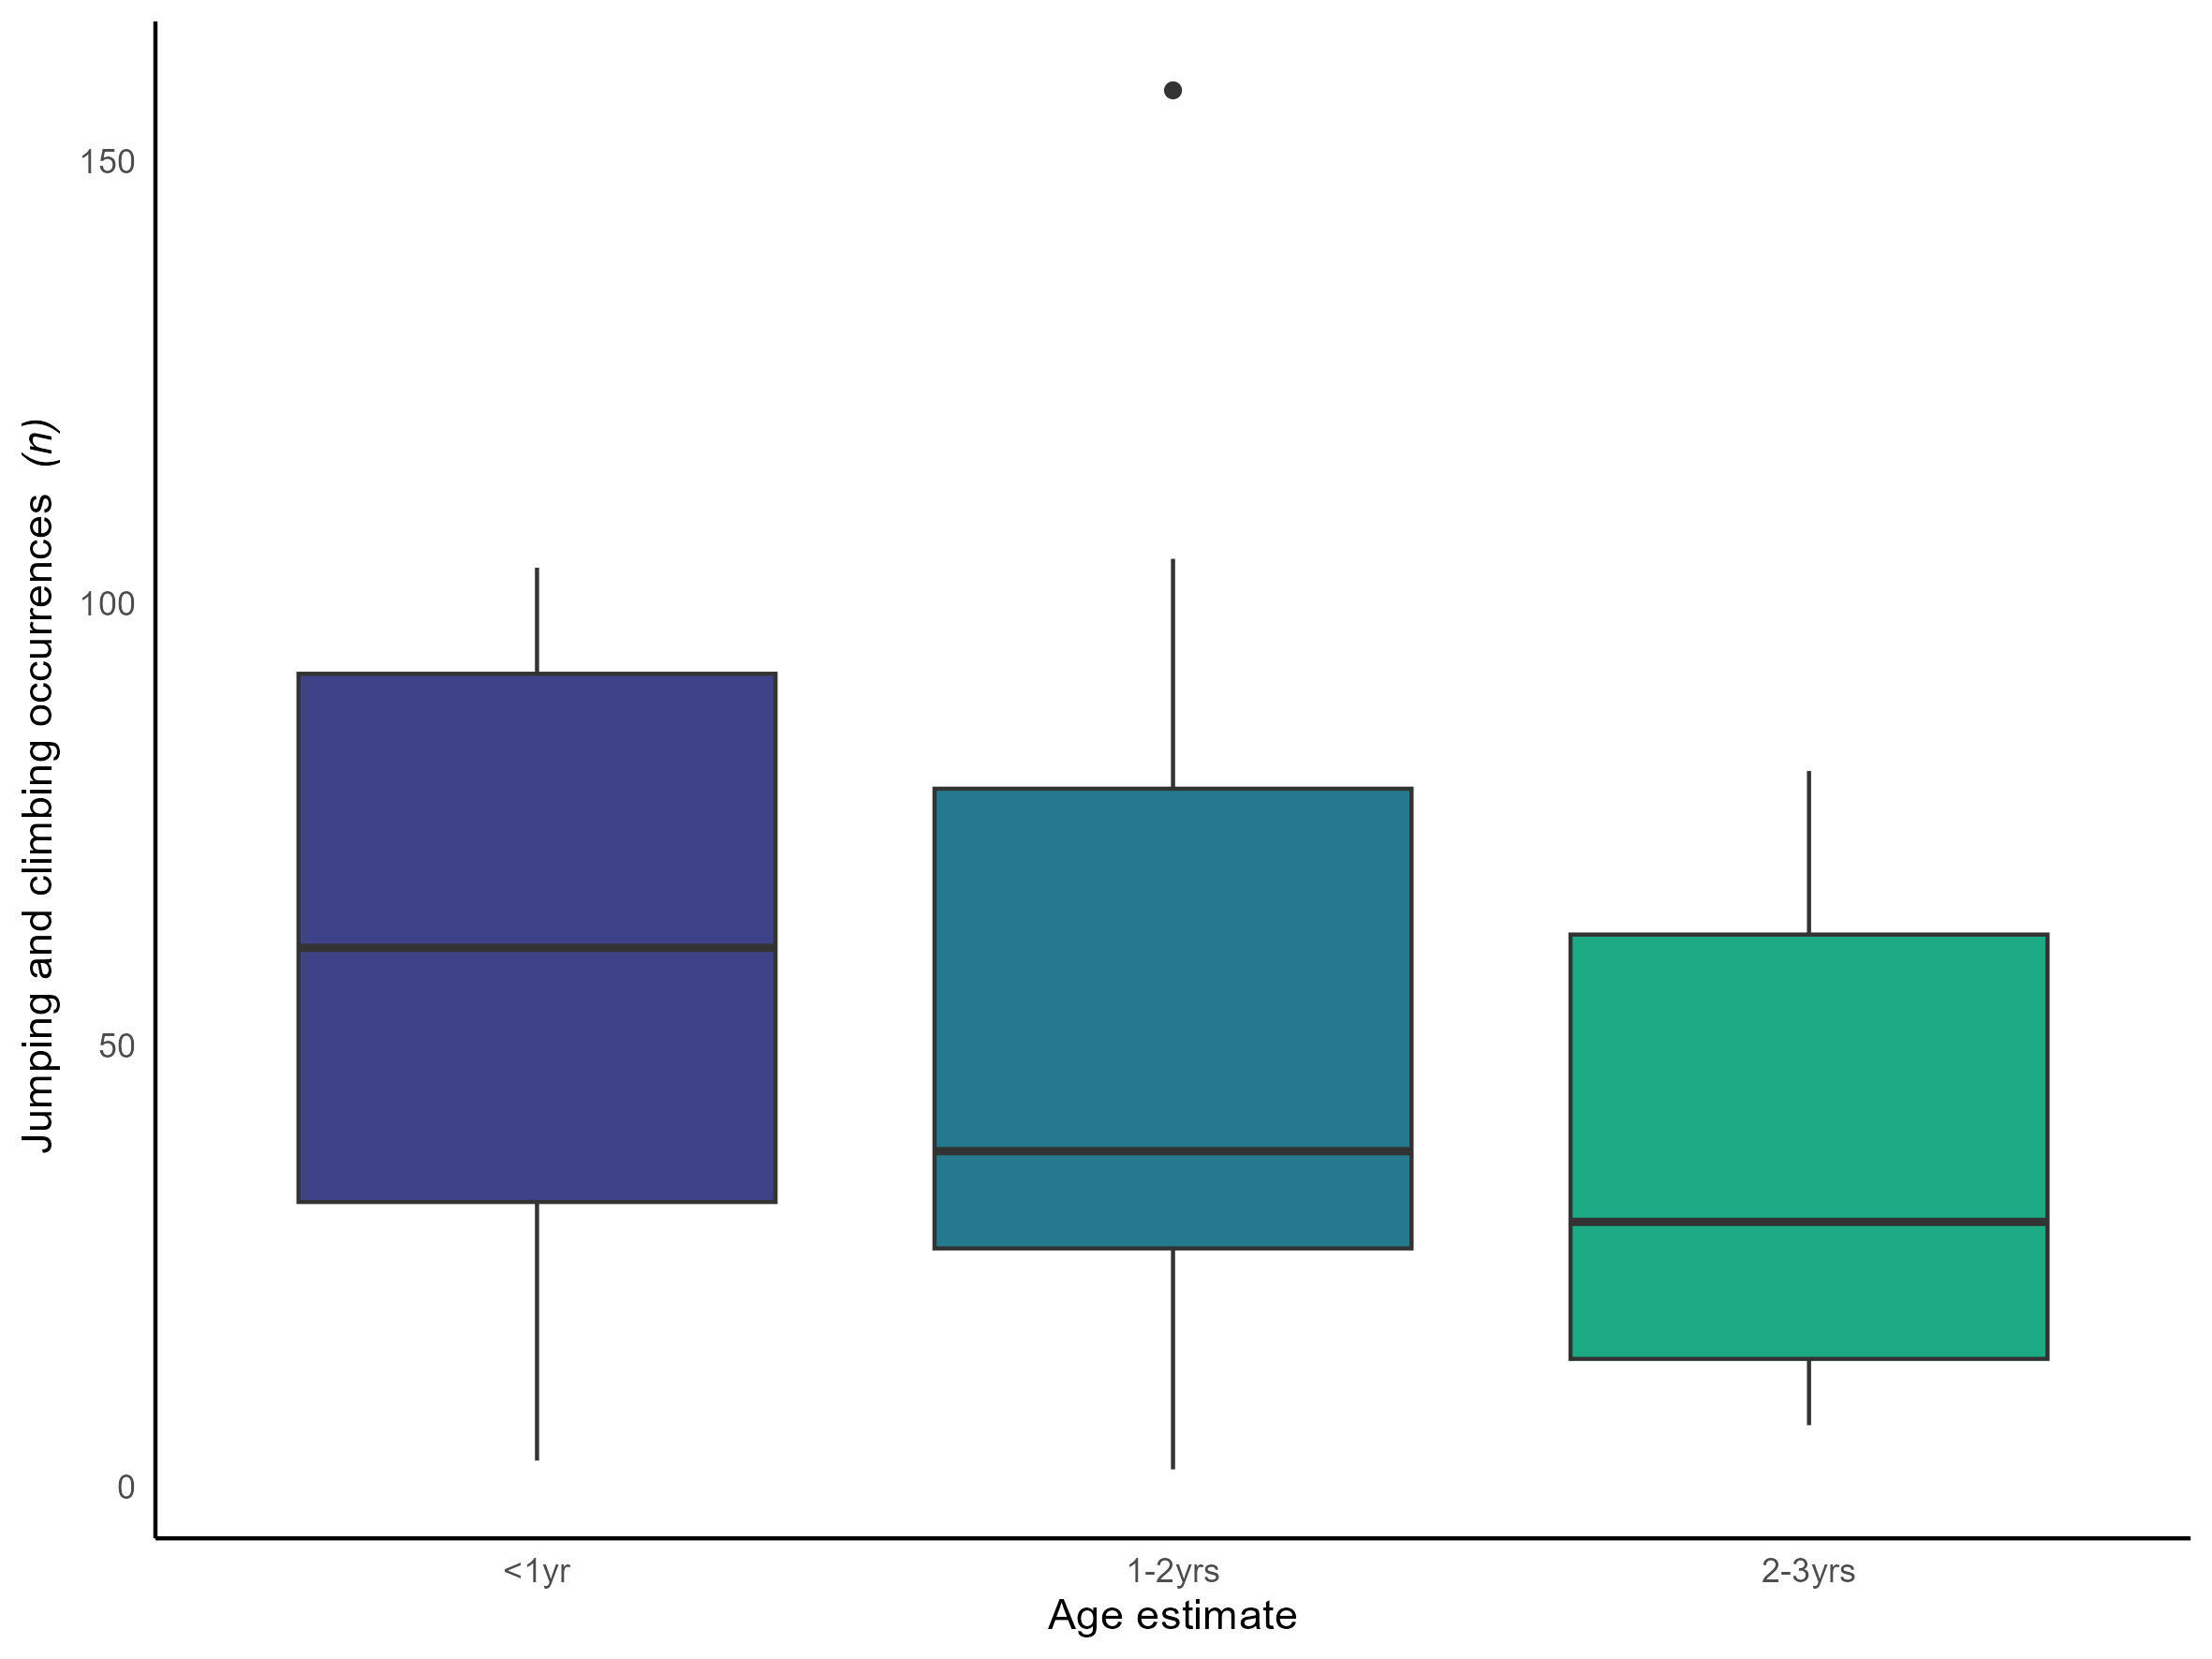 Jumping and climbing occurrences (n)
150
100
50
0
<1yr 1-2yrs 2-3yrs
Age estimate